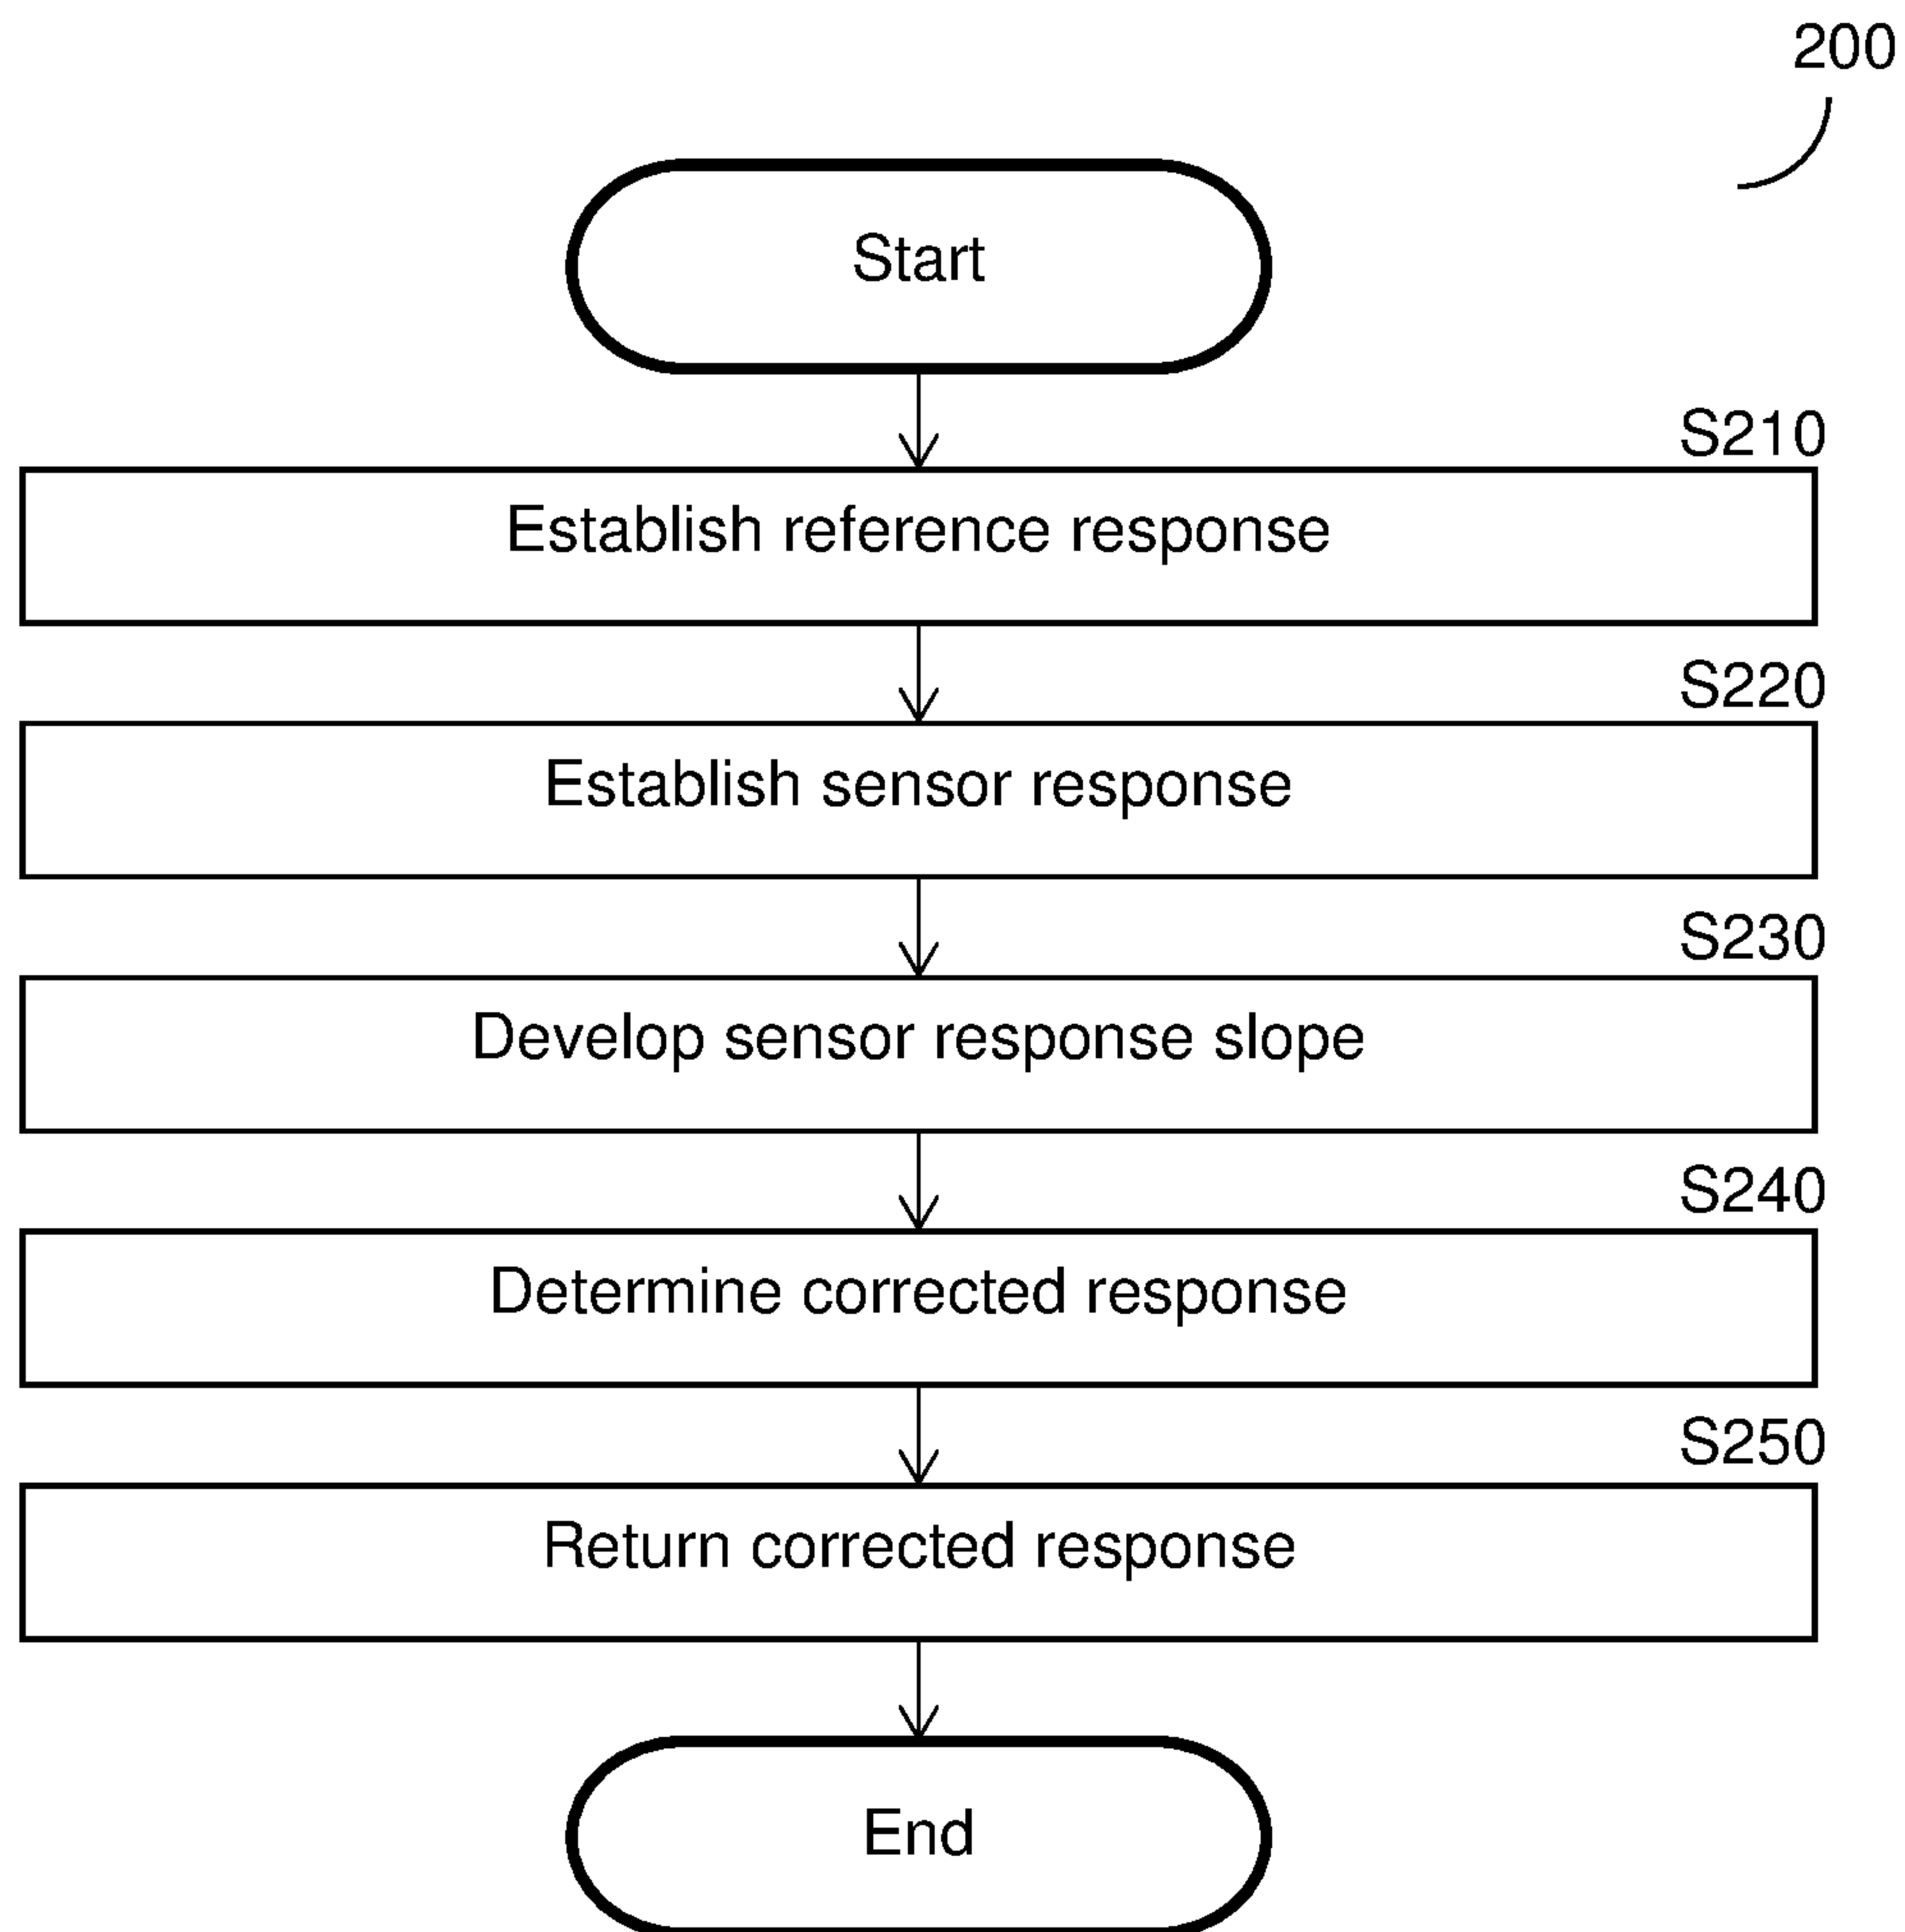 200
Start
S210
Establish reference response
S220
Establish sensor response
S230
Develop sensor response slope
S240
Determine corrected response
S250
Return corrected response
End